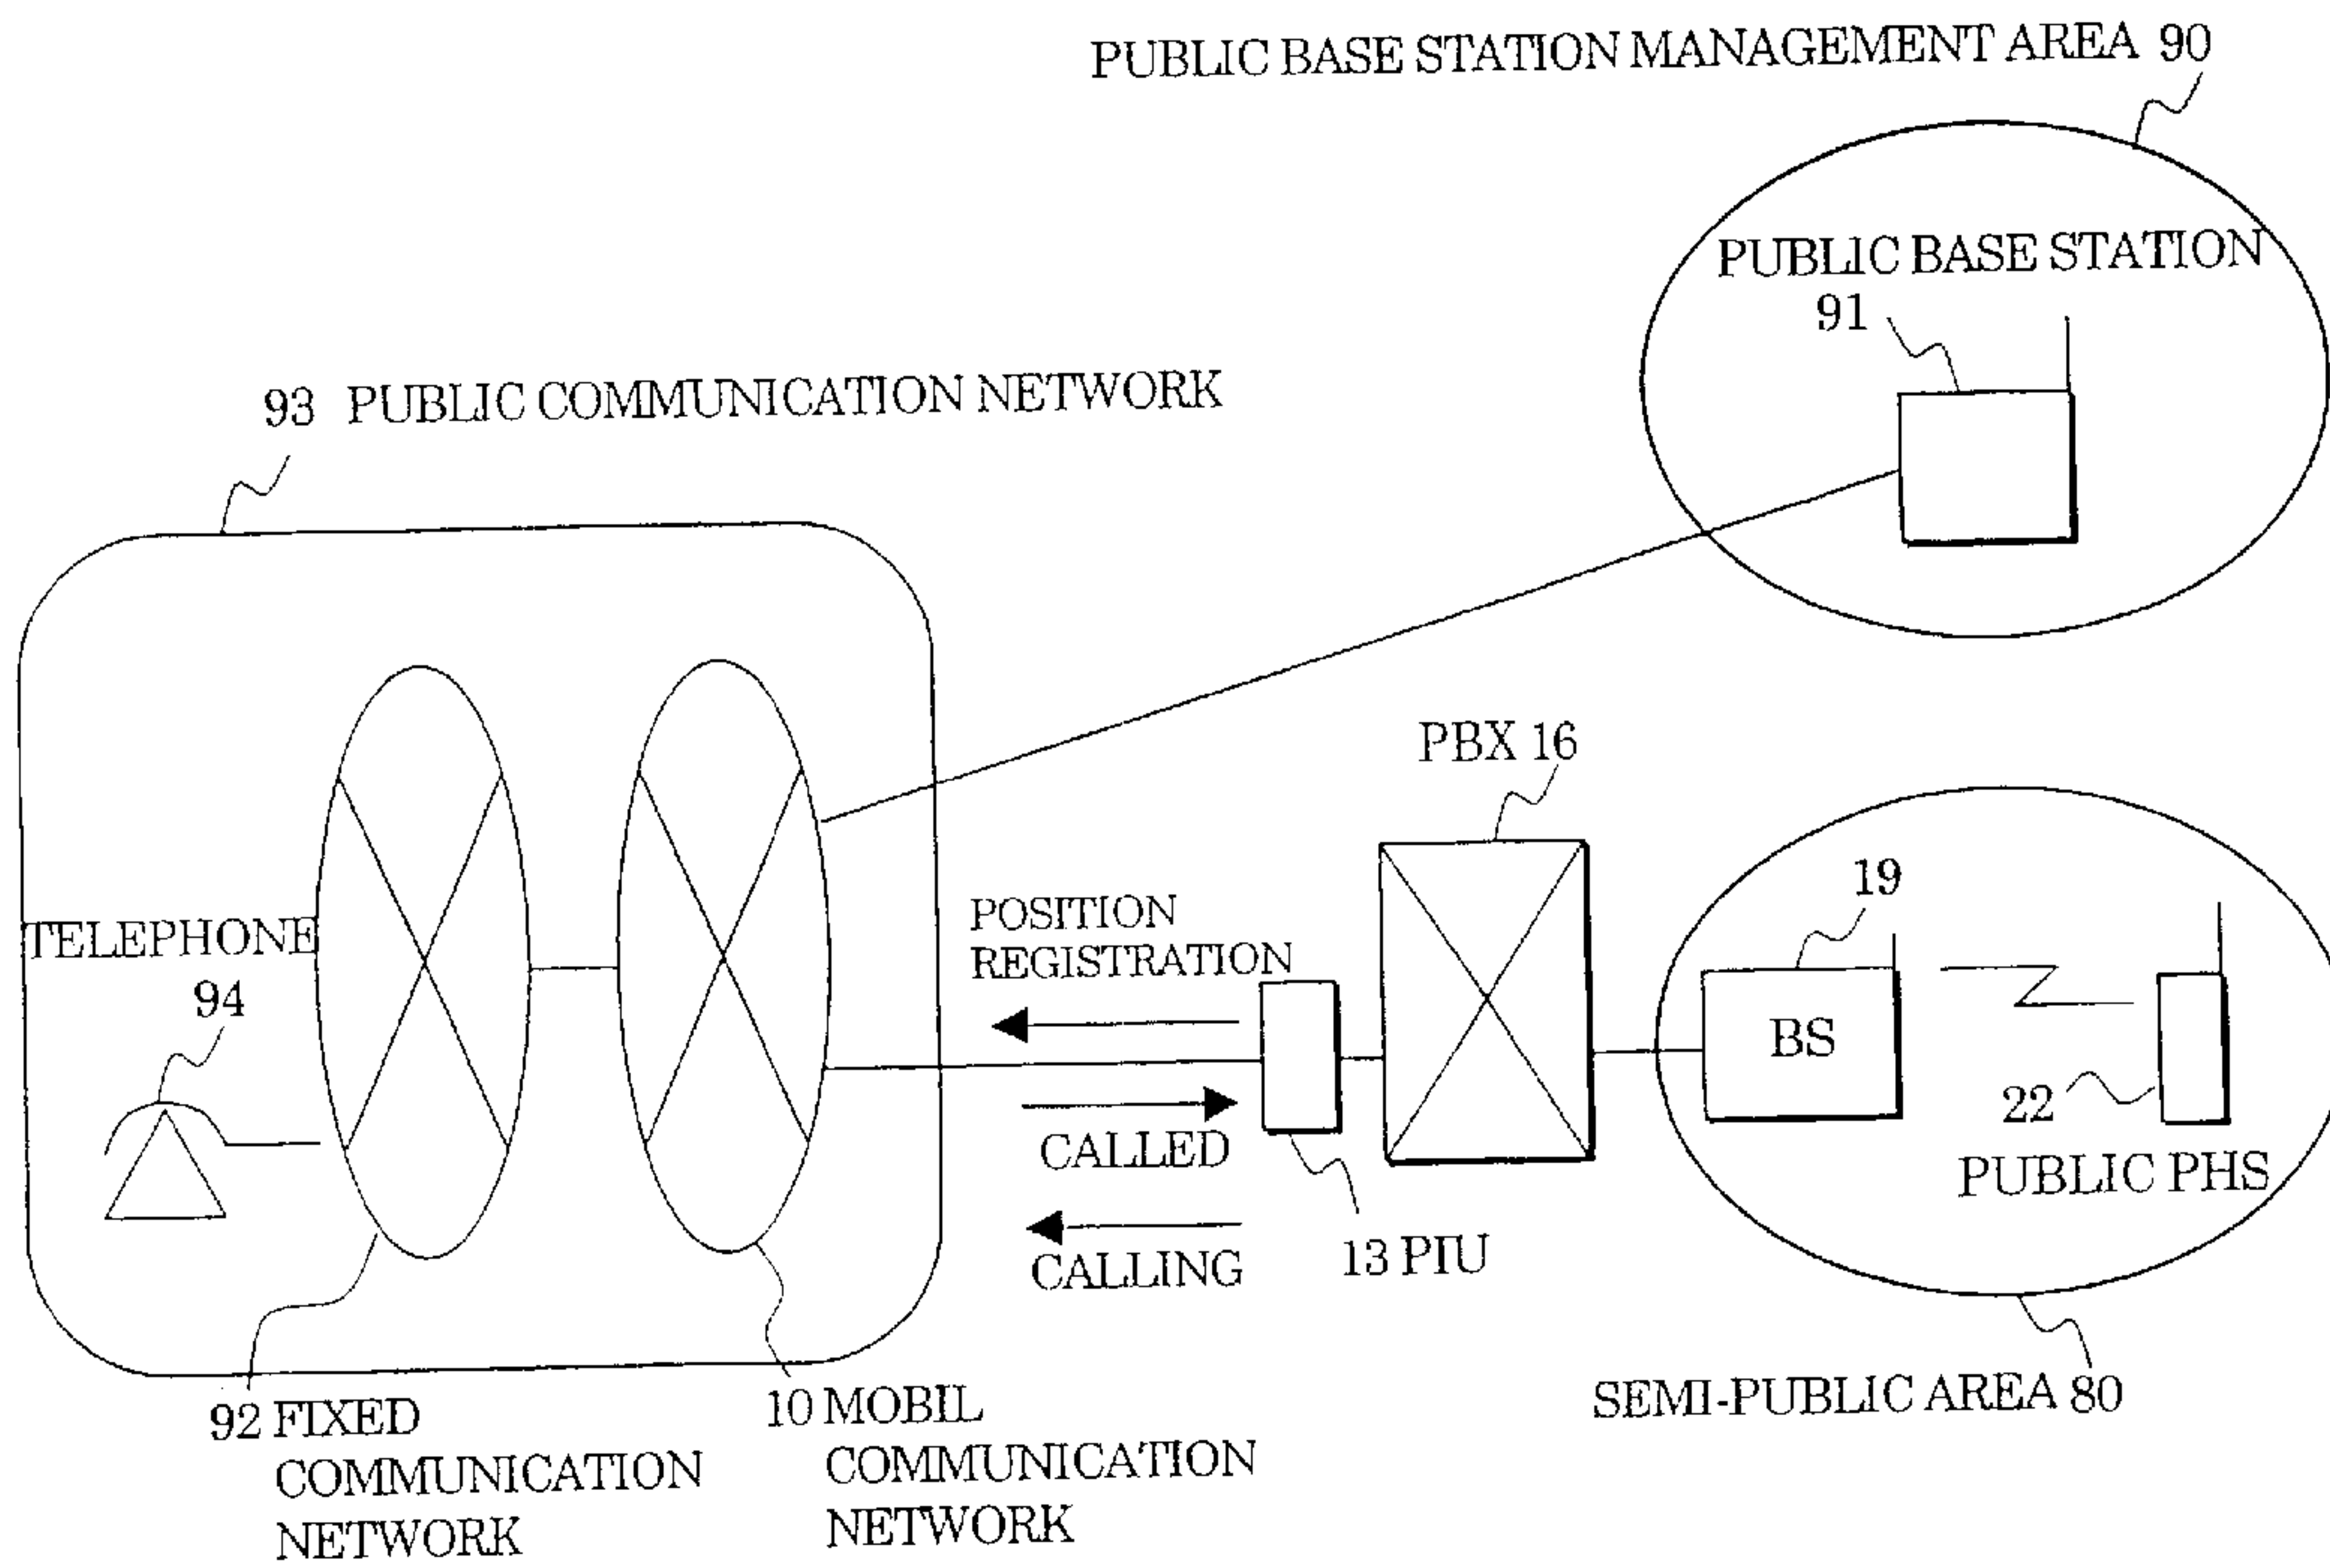 PUBLIC BASE STATION MANAGEMENT AREA 90
PUBLIC BASE STATION
91
93 PUBLIC COMMUNICATION NETWORK
PBX 16
19
POSITION
REGISTRATION
TELEPHONE
94
BS
22
CALLED
PUBLIC PHS
13 PIU
CALLING
SEMI-PUBLIC AREA 80
92 FIXED
COMMUNICATION
NETWORK
10 MOBIL
COMMUNICATION
NETWORK